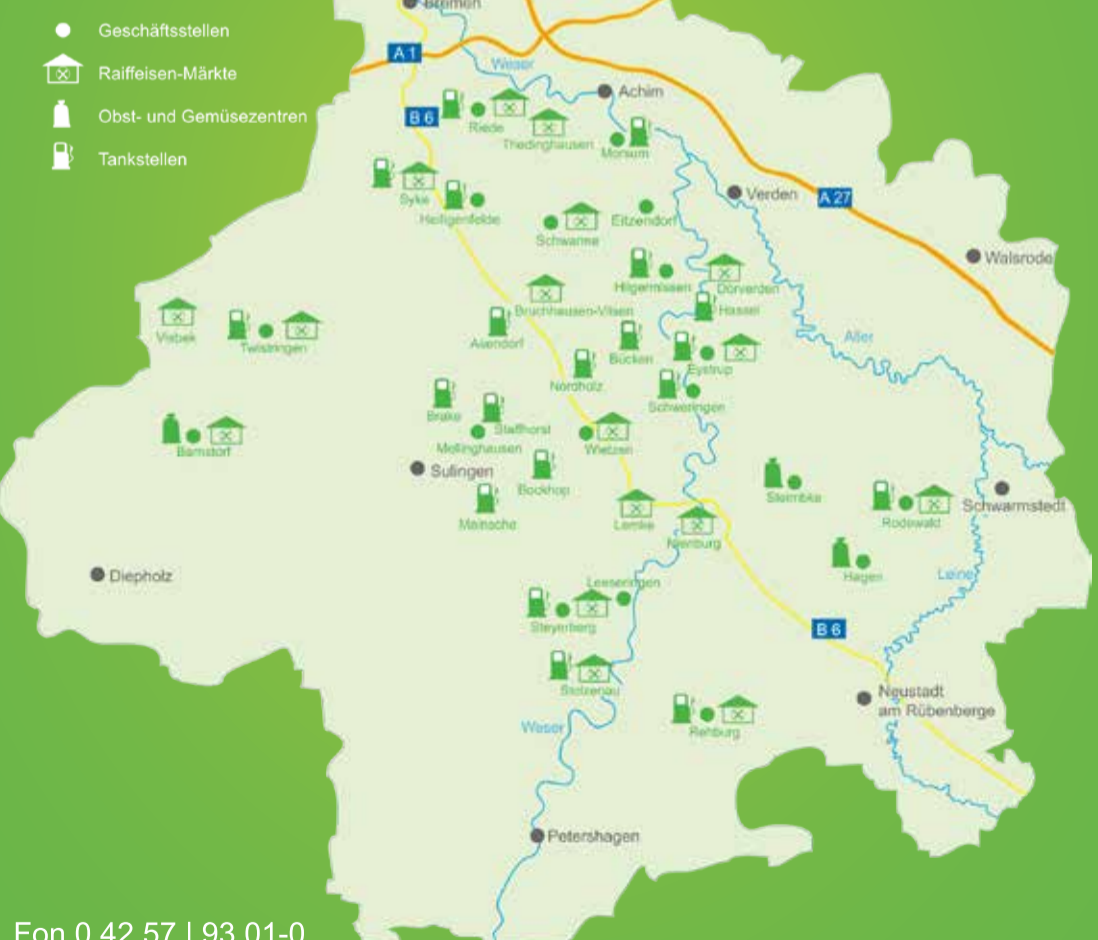 Geschäftsstellen
Raiffeisen-Märkte
Obst- und Gemüsezentren
Tankstellen
Bremen
A 1
Weser
Achim
B 6
Riede
Thedinghausen
Morsum
Syke
Heiligenfelde
Verden
A 27
Eitzendorf
Schwarme
Walsrode
Hilgermissen
Dörverden
Bruchhausen-Vilsen
Hassel
Visbek
Twistringen
Asendorf
Bücken
Eystrup
Aller
Nordholz
Schweringen
Brake
Staffhorst
Mellinghausen
Wietzen
Barnstorf
Sulingen
Bockhop
Steimbke
Schwarmstedt
Mainsche
Lemke
Rodewald
Nienburg
Diepholz
Hagen
Leine
Leeseringen
Steyerberg
B 6
Stolzenau
Neustadt
am Rübenberge
Weser
Rehburg
Petershagen
Fon 0 42 57 | 93 01-0